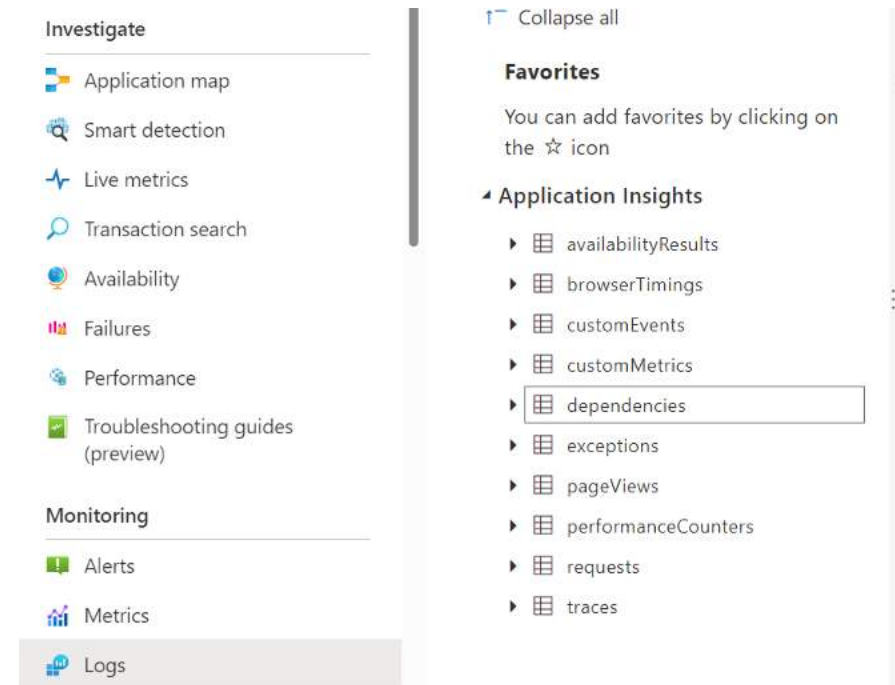 Investigate
Application map
Smart detection
Live metrics
Transaction search
Availability
Failures
Performance
Troubleshooting guides
(preview)
Monitoring
Alerts
Metrics
Logs
Collapse all
Favorites
You can add favorites by clicking on
the ☆ icon
Application Insights
availabilityResults
browserTimings
customEvents
customMetrics
dependencies
exceptions
pageViews
performanceCounters
requests
traces